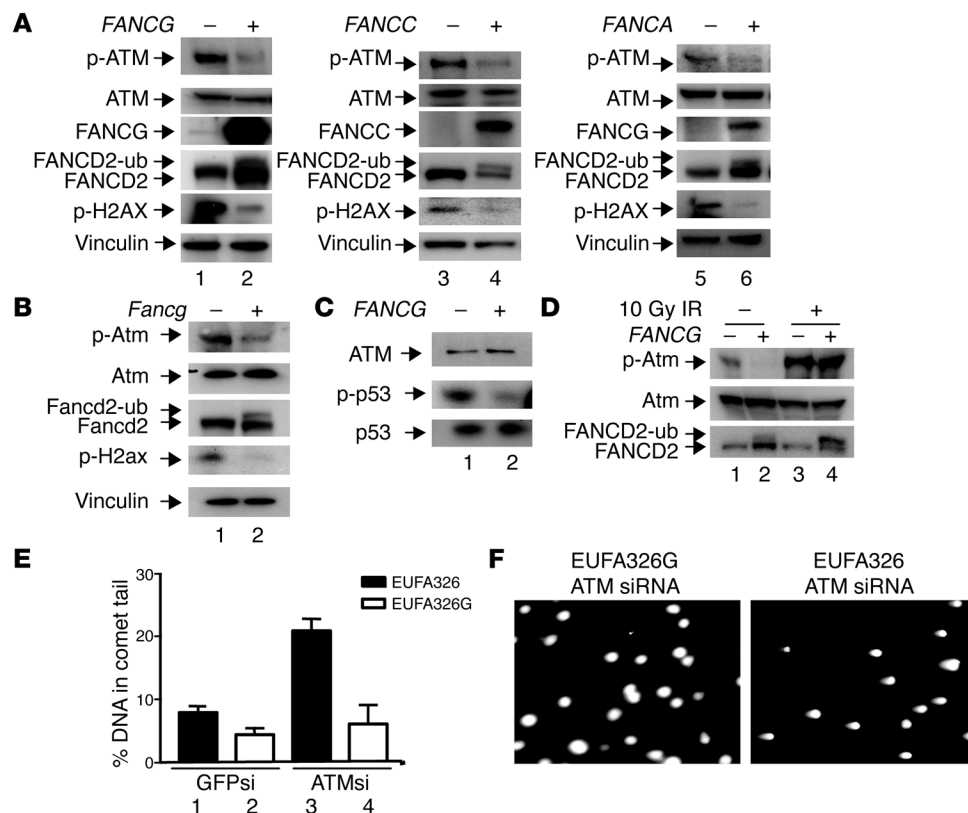 A
FANCG – +
p-ATM
ATM
FANCG
FANCD2-ub
FANCD2
p-H2AX
Vinculin
1 2
FANCC – +
p-ATM
ATM
FANCC
FANCD2-ub
FANCD2
p-H2AX
Vinculin
3 4
FANCA – +
p-ATM
ATM
FANCG
FANCD2-ub
FANCD2
p-H2AX
Vinculin
5 6
B
Fancg – +
p-Atm
Atm
Fancd2-ub
Fancd2
p-H2ax
Vinculin
1 2
C
FANCG – +
ATM
p-p53
p53
1 2
D
10 Gy IR – +
FANCG – + – +
p-Atm
Atm
FANCD2-ub
FANCD2
1 2 3 4
E
% DNA in comet tail
30
20
10
0
EUFA326
EUFA326G
GFPsi ATMsi
1 2 3 4
F
EUFA326G
ATM siRNA
EUFA326
ATM siRNA